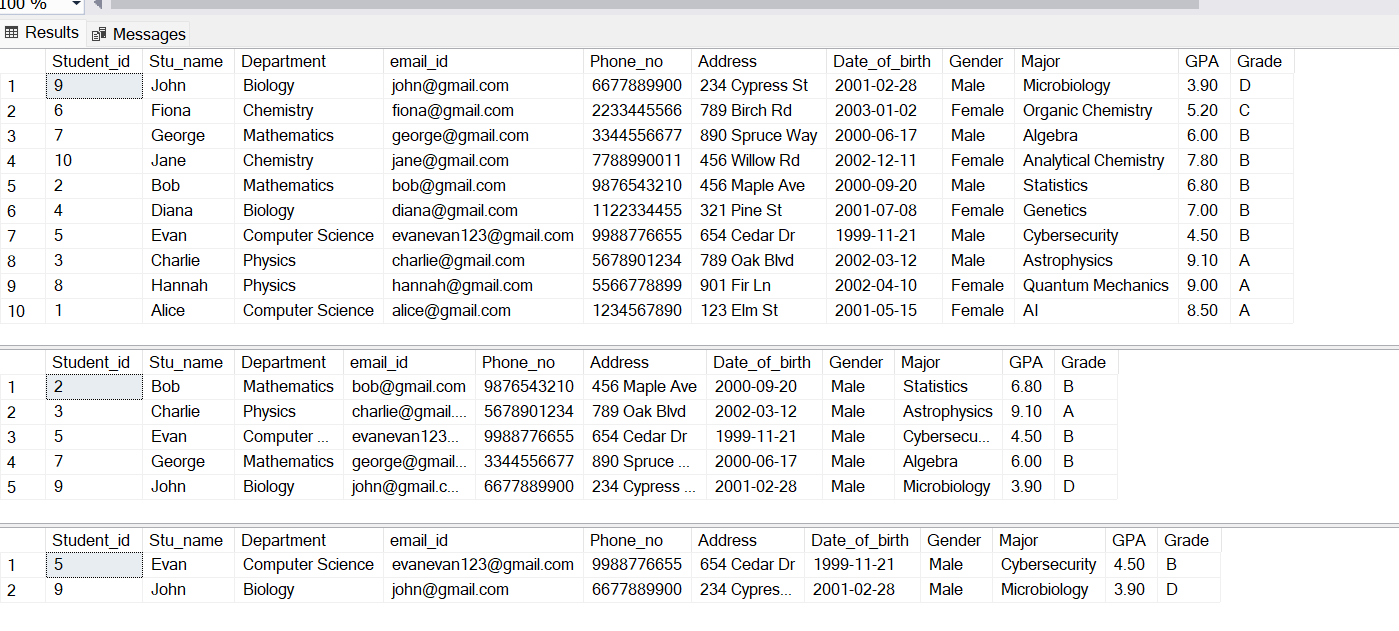 100 %
Results Messages
Student_id Stu_name Department email_id Phone_no Address Date_of_birth Gender Major GPA Grade
1 9 John Biology john@gmail.com 6677889900 234 Cypress St 2001-02-28 Male Microbiology 3.90 D
2 6 Fiona Chemistry fiona@gmail.com 2233445566 789 Birch Rd 2003-01-02 Female Organic Chemistry 5.20 C
3 7 George Mathematics george@gmail.com 3344556677 890 Spruce Way 2000-06-17 Male Algebra 6.00 B
4 10 Jane Chemistry jane@gmail.com 7788990011 456 Willow Rd 2002-12-11 Female Analytical Chemistry 7.80 B
5 2 Bob Mathematics bob@gmail.com 9876543210 456 Maple Ave 2000-09-20 Male Statistics 6.80 B
6 4 Diana Biology diana@gmail.com 1122334455 321 Pine St 2001-07-08 Female Genetics 7.00 B
7 5 Evan Computer Science evanevan123@gmail.com 9988776655 654 Cedar Dr 1999-11-21 Male Cybersecurity 4.50 B
8 3 Charlie Physics charlie@gmail.com 5678901234 789 Oak Blvd 2002-03-12 Male Astrophysics 9.10 A
9 8 Hannah Physics hannah@gmail.com 5566778899 901 Fir Ln 2002-04-10 Female Quantum Mechanics 9.00 A
10 1 Alice Computer Science alice@gmail.com 1234567890 123 Elm St 2001-05-15 Female AI 8.50 A
Student_id Stu_name Department email_id Phone_no Address Date_of_birth Gender Major GPA Grade
1 2 Bob Mathematics bob@gmail.com 9876543210 456 Maple Ave 2000-09-20 Male Statistics 6.80 B
2 3 Charlie Physics charlie@gmail.... 5678901234 789 Oak Blvd 2002-03-12 Male Astrophysics 9.10 A
3 5 Evan Computer ... evanevan123... 9988776655 654 Cedar Dr 1999-11-21 Male Cybersecu... 4.50 B
4 7 George Mathematics george@gmail... 3344556677 890 Spruce ... 2000-06-17 Male Algebra 6.00 B
5 9 John Biology john@gmail.c... 6677889900 234 Cypress ... 2001-02-28 Male Microbiology 3.90 D
Student_id Stu_name Department email_id Phone_no Address Date_of_birth Gender Major GPA Grade
1 5 Evan Computer Science evanevan123@gmail.com 9988776655 654 Cedar Dr 1999-11-21 Male Cybersecurity 4.50 B
2 9 John Biology john@gmail.com 6677889900 234 Cypres... 2001-02-28 Male Microbiology 3.90 D